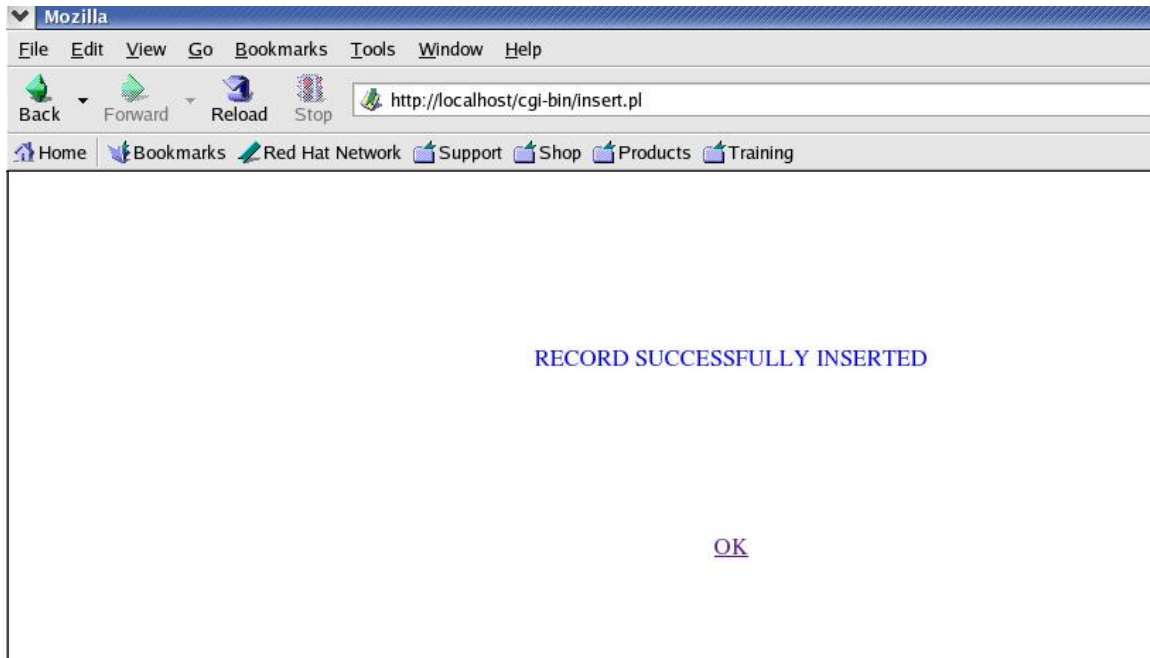 Mozilla
File Edit View Go Bookmarks Tools Window Help
Back Forward Reload Stop http://localhost/cgi-bin/insert.pl
Home Bookmarks Red Hat Network Support Shop Products Training
RECORD SUCCESSFULLY INSERTED
OK